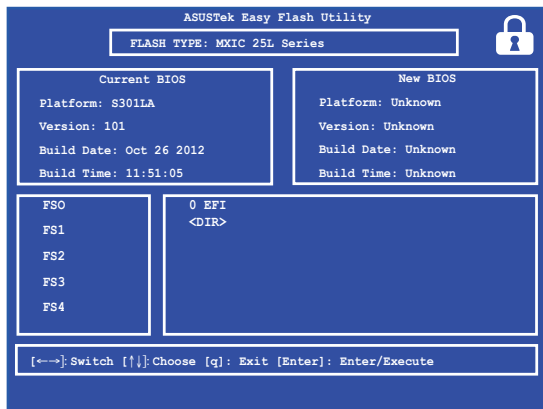 ASUSTek Easy Flash Utility
FLASH TYPE: MXIC 25L Series
Current BIOS
Platform: S301LA
Version: 101
Build Date: Oct 26 2012
Build Time: 11:51:05
New BIOS
Platform: Unknown
Version: Unknown
Build Date: Unknown
Build Time: Unknown
FSO
FS1
FS2
FS3
FS4
0 EFI
<DIR>
[←→]: Switch [↑↓]: Choose [q]: Exit [Enter]: Enter/Execute